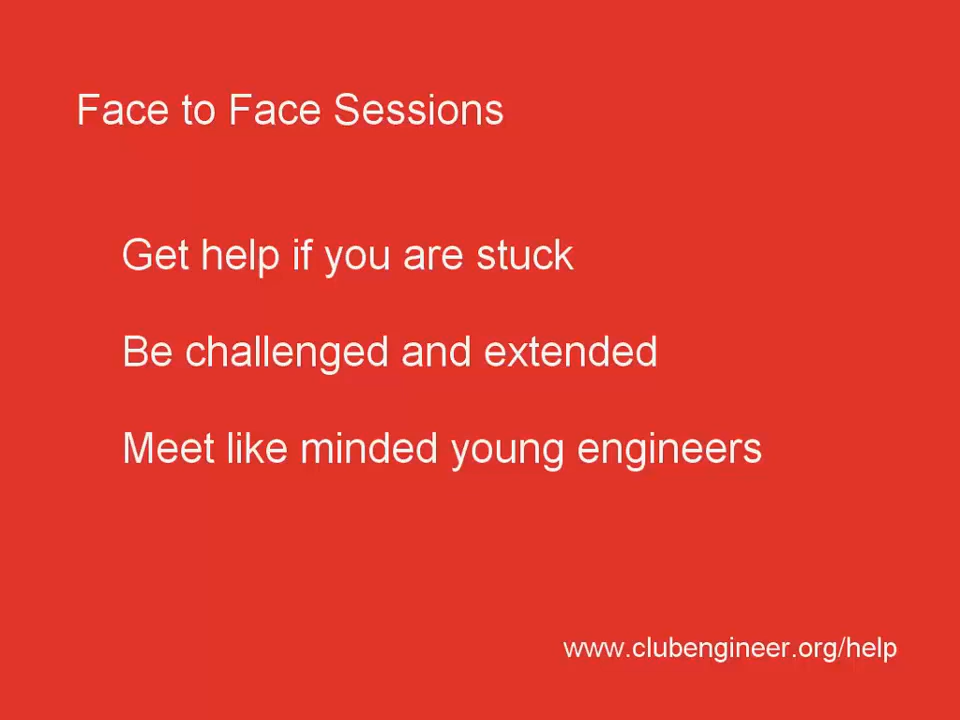 Face to Face Sessions
Get help if you are stuck
Be challenged and extended
Meet like minded young engineers
www.clubengineer.org/help